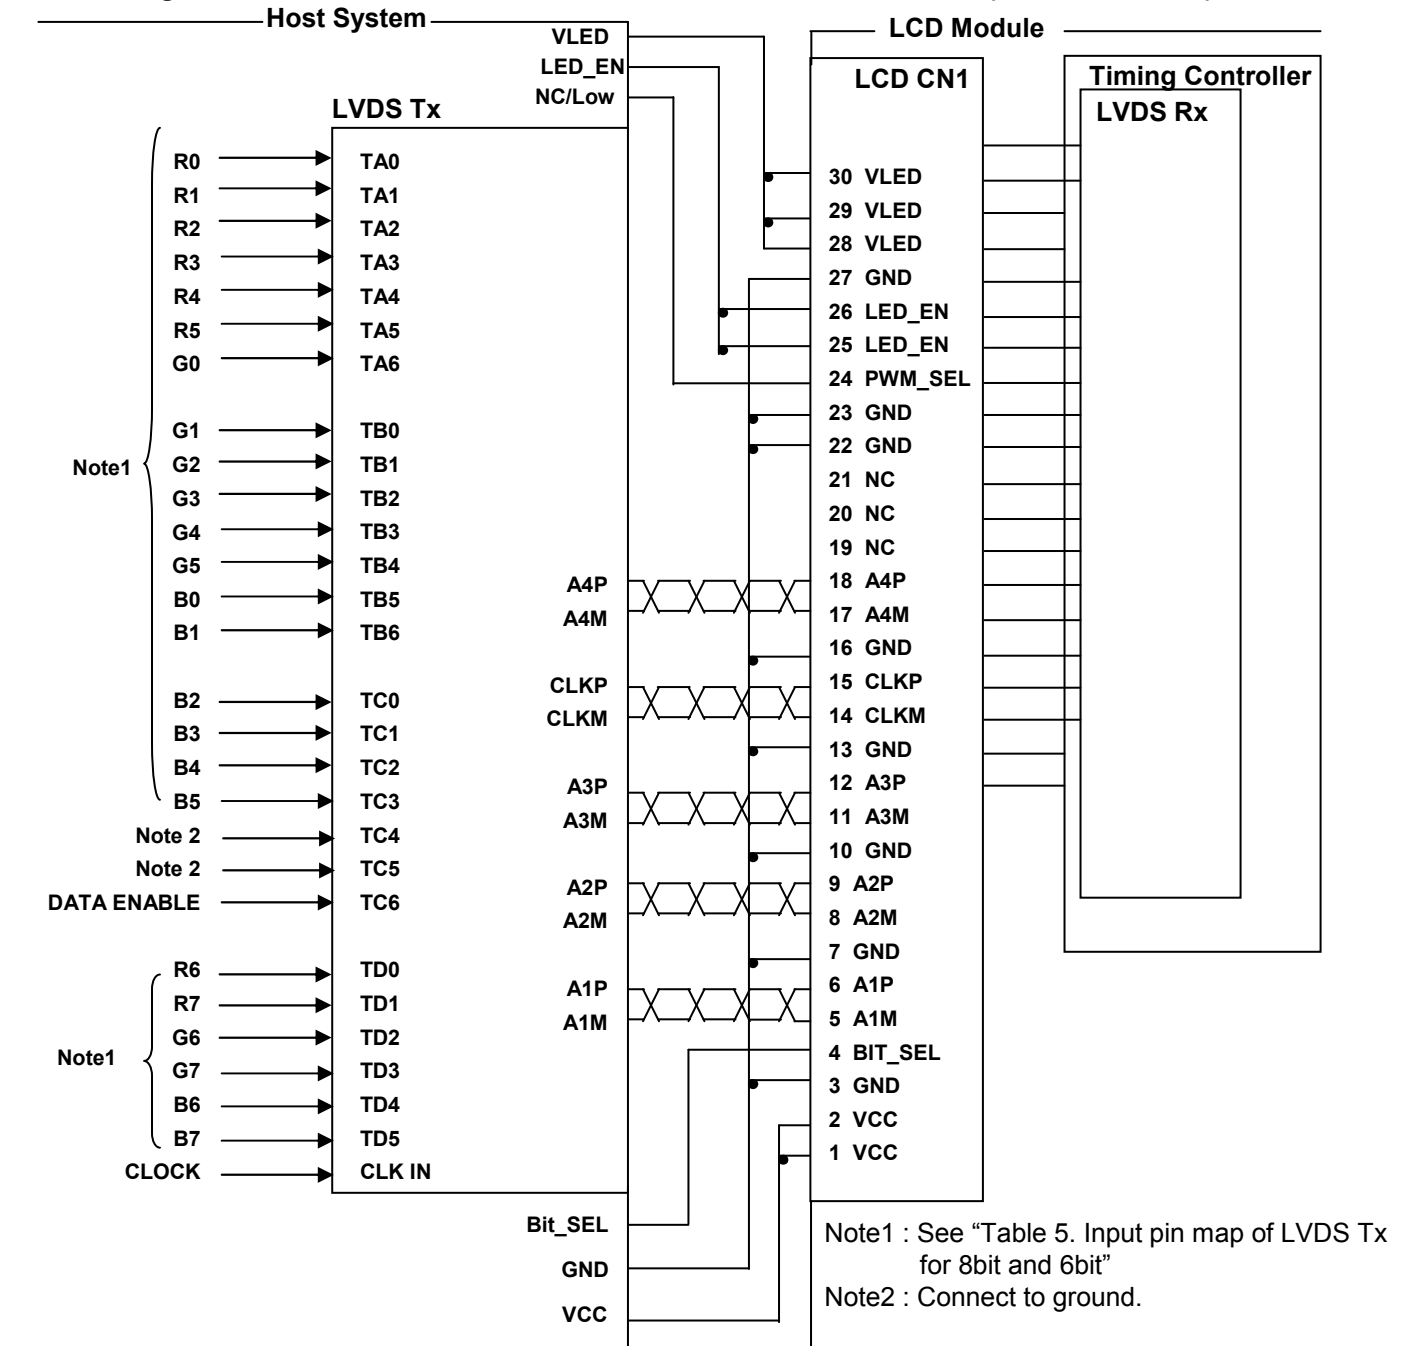 Host System
LCD Module
VLED
LED_EN
NC/Low
LVDS Tx
R0 TA0
R1 TA1
R2 TA2
R3 TA3
R4 TA4
R5 TA5
G0 TA6
G1 TB0
G2 TB1
G3 TB2
G4 TB3
G5 TB4
B0 TB5
B1 TB6
B2 TC0
B3 TC1
B4 TC2
B5 TC3
Note 2 TC4
Note 2 TC5
DATA ENABLE TC6
R6 TD0
R7 TD1
G6 TD2
G7 TD3
B6 TD4
B7 TD5
CLOCK CLK IN
Note1
Note1
A4P
A4M
CLKP
CLKM
A3P
A3M
A2P
A2M
A1P
A1M
Bit_SEL
GND
VCC
LCD CN1
30 VLED
29 VLED
28 VLED
27 GND
26 LED_EN
25 LED_EN
24 PWM_SEL
23 GND
22 GND
21 NC
20 NC
19 NC
18 A4P
17 A4M
16 GND
15 CLKP
14 CLKM
13 GND
12 A3P
11 A3M
10 GND
9 A2P
8 A2M
7 GND
6 A1P
5 A1M
4 BIT_SEL
3 GND
2 VCC
1 VCC
Timing Controller
LVDS Rx
Note1 : See “Table 5. Input pin map of LVDS Tx
for 8bit and 6bit”
Note2 : Connect to ground.